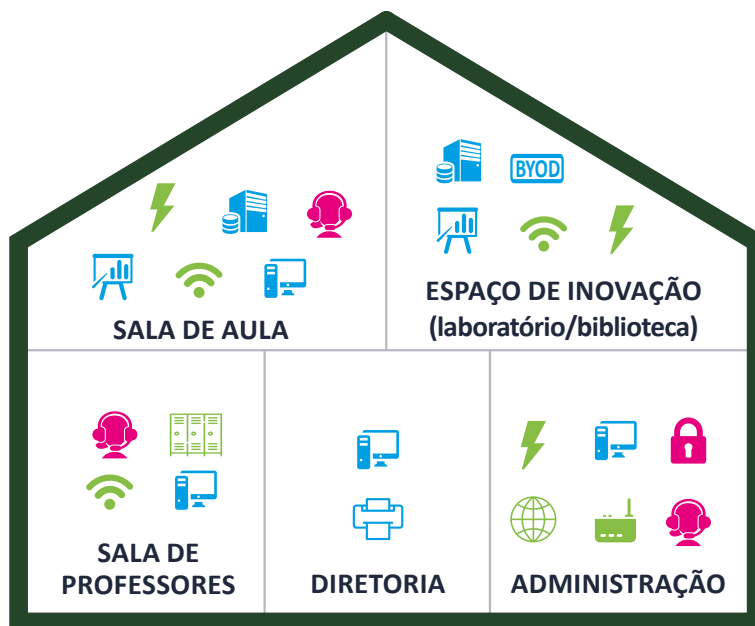 BYOD
SALA DE AULA
ESPAÇO DE INOVAÇÃO
(laboratório/biblioteca)
SALA DE
PROFESSORES
DIRETORIA
ADMINISTRAÇÃO